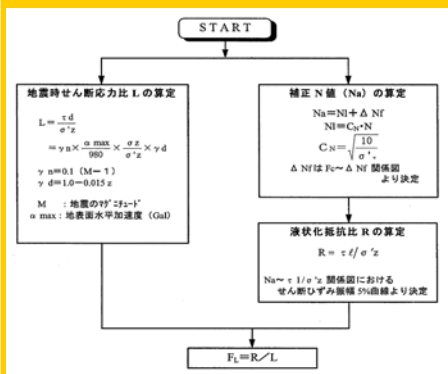 START
地震時せん断応力比 L の算定
L=τd/σ'z
=γn×α max/980×σz/σ'z×γd
γn=0.1 (M-1)
γd=1.0-0.015z
M :地震のマグニチュード
α max:地表面水平加速度 (Gal)
補正 N 値 (Na) の算定
Na=Nl+ΔNf
Nl=CN・N
CN=√10/σ'v
ΔNf は Fc～ΔNf 関係図
より決定
液状化抵抗比 R の算定
R = τℓ/σ'z
Na～τl/σ'z 関係図における
せん断ひずみ振幅 5%曲線より決定
FL=R/L